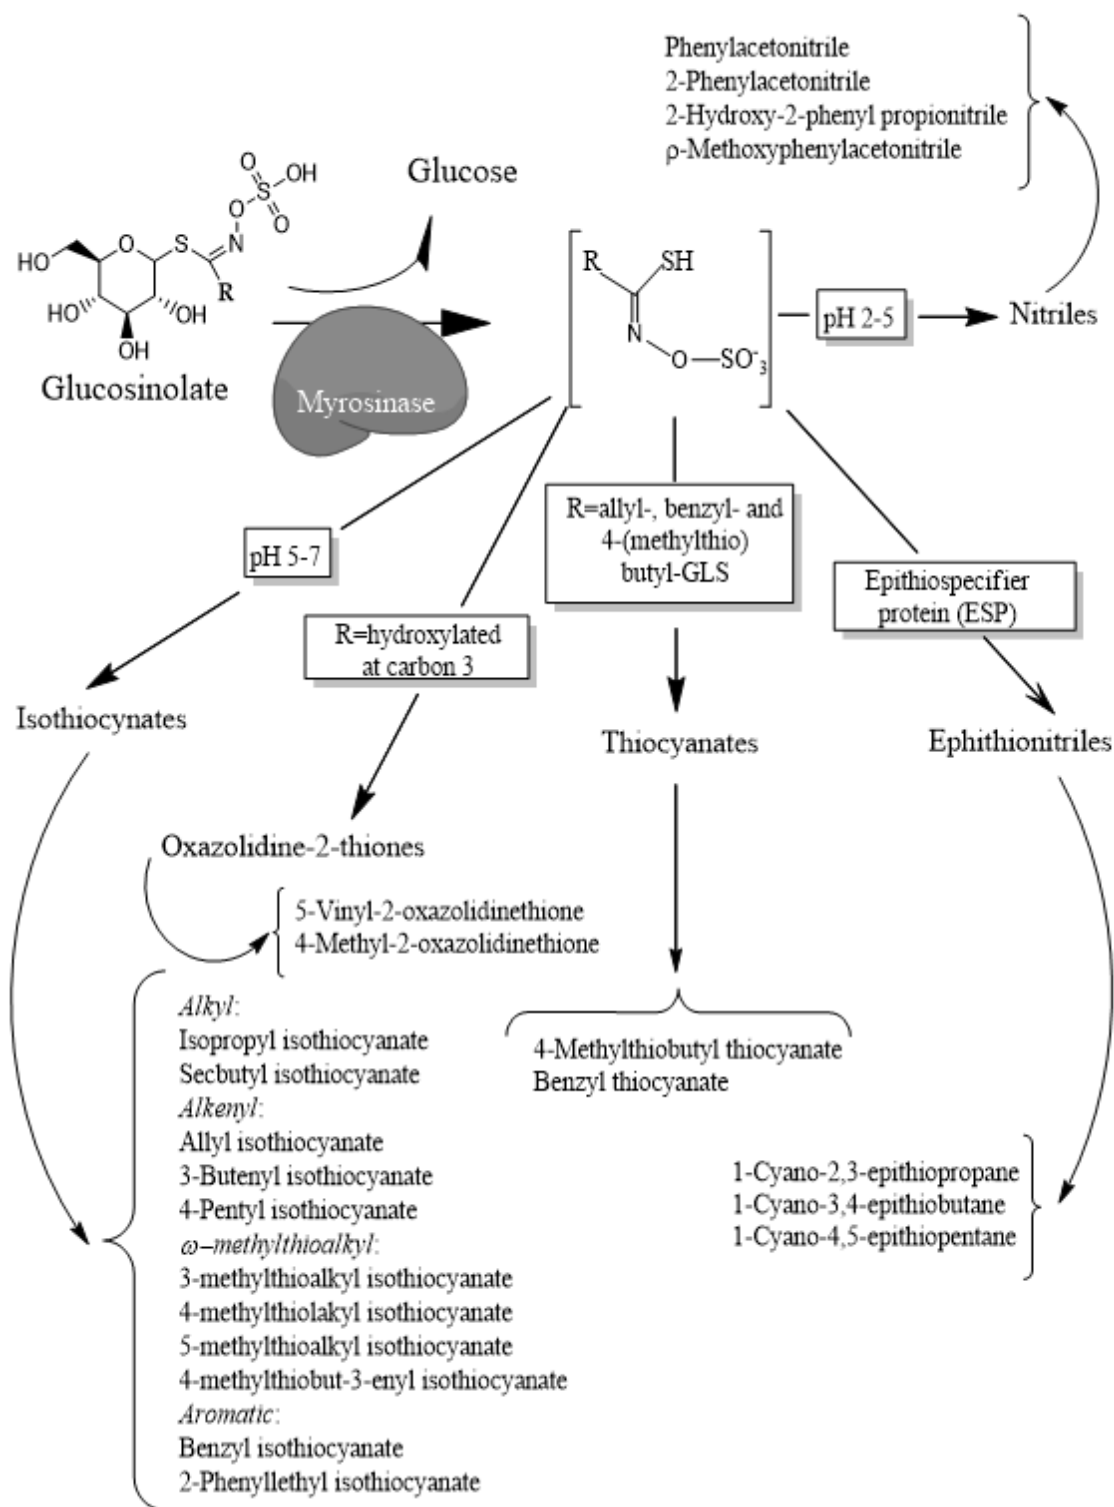 Phenylacetonitrile
2-Phenylacetonitrile
2-Hydroxy-2-phenyl propionitrile
ρ-Methoxyphenylacetonitrile
Glucose
O
S
OH
O
O
N
S
O
HO
R
HO
OH
OH
Glucosinolate
Myrosinase
R
SH
N
O
SO⁻₃
pH 2-5
Nitriles
pH 5-7
R=hydroxylated
at carbon 3
R=allyl-, benzyl- and
4-(methylthio)
butyl-GLS
Epithiospecifier
protein (ESP)
Isothiocynates
Thiocyanates
Ephithionitriles
Oxazolidine-2-thiones
5-Vinyl-2-oxazolidinethione
4-Methyl-2-oxazolidinethione
Alkyl:
Isopropyl isothiocyanate
Secbutyl isothiocyanate
Alkenyl:
Allyl isothiocyanate
3-Butenyl isothiocyanate
4-Pentyl isothiocyanate
ω–methylthioalkyl:
3-methylthioalkyl isothiocyanate
4-methylthiolakyl isothiocyanate
5-methylthioalkyl isothiocyanate
4-methylthiobut-3-enyl isothiocyanate
Aromatic:
Benzyl isothiocyanate
2-Phenyllethyl isothiocyanate
4-Methylthiobutyl thiocyanate
Benzyl thiocyanate
1-Cyano-2,3-epithiopropane
1-Cyano-3,4-epithiobutane
1-Cyano-4,5-epithiopentane